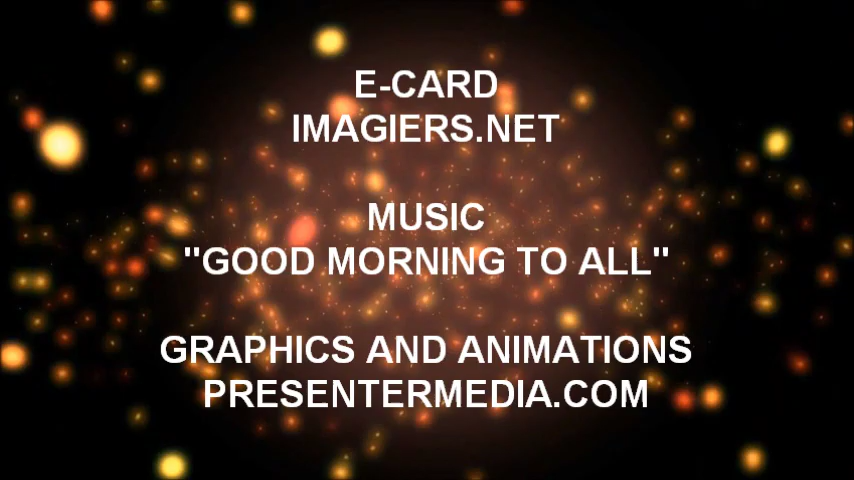 E-CARD
IMAGIERS.NET
MUSIC
"GOOD MORNING TO ALL"
GRAPHICS AND ANIMATIONS
PRESENTERMEDIA.COM